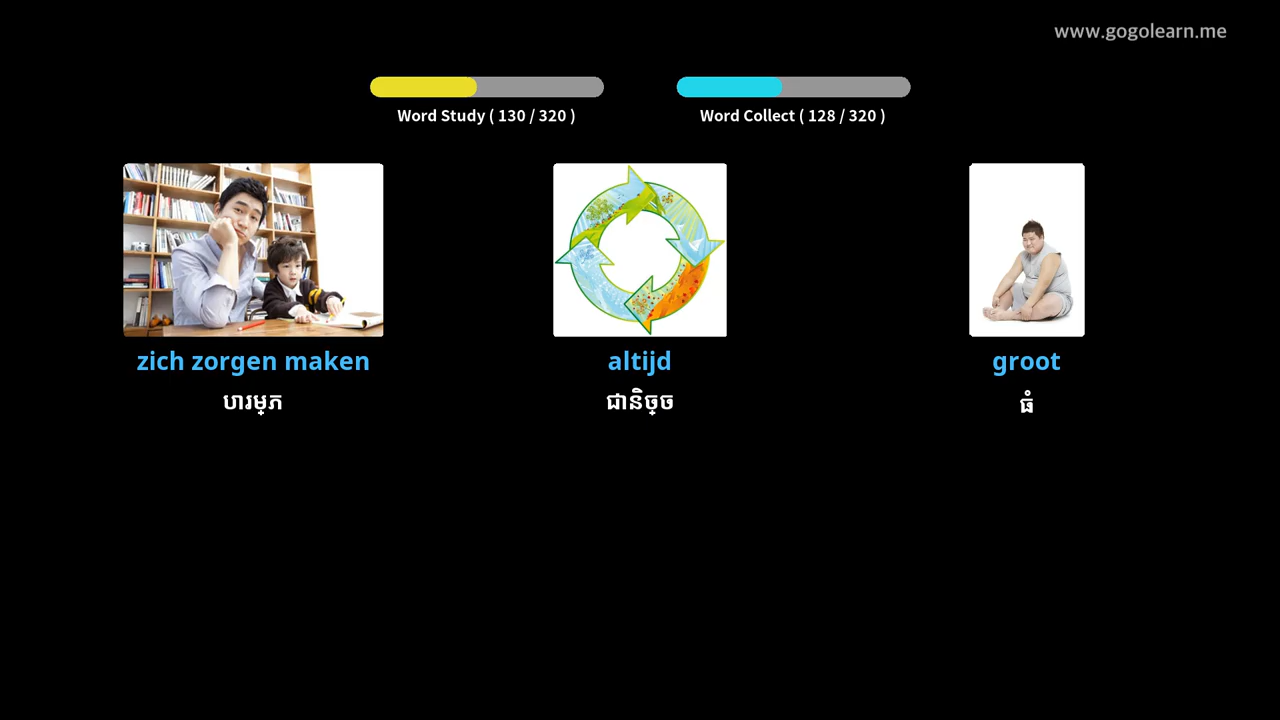 www.gogolearn.me
Word Study ( 130 / 320 )
Word Collect ( 128 / 320 )
zich zorgen maken
altijd
groot
បារម្ភ
ជានិច្ច
ធំ